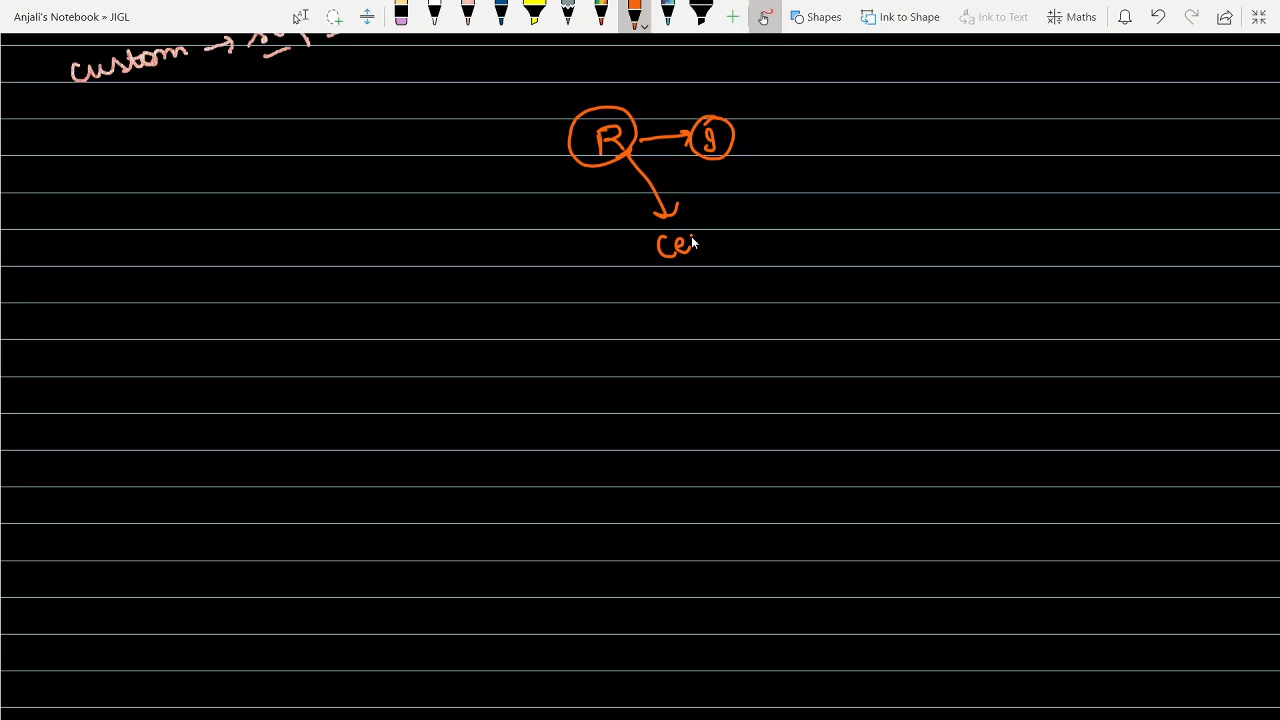 Anjali's Notebook » JIGL
Shapes
Ink to Shape
Ink to Text
Maths
custom →
R → g
Ce